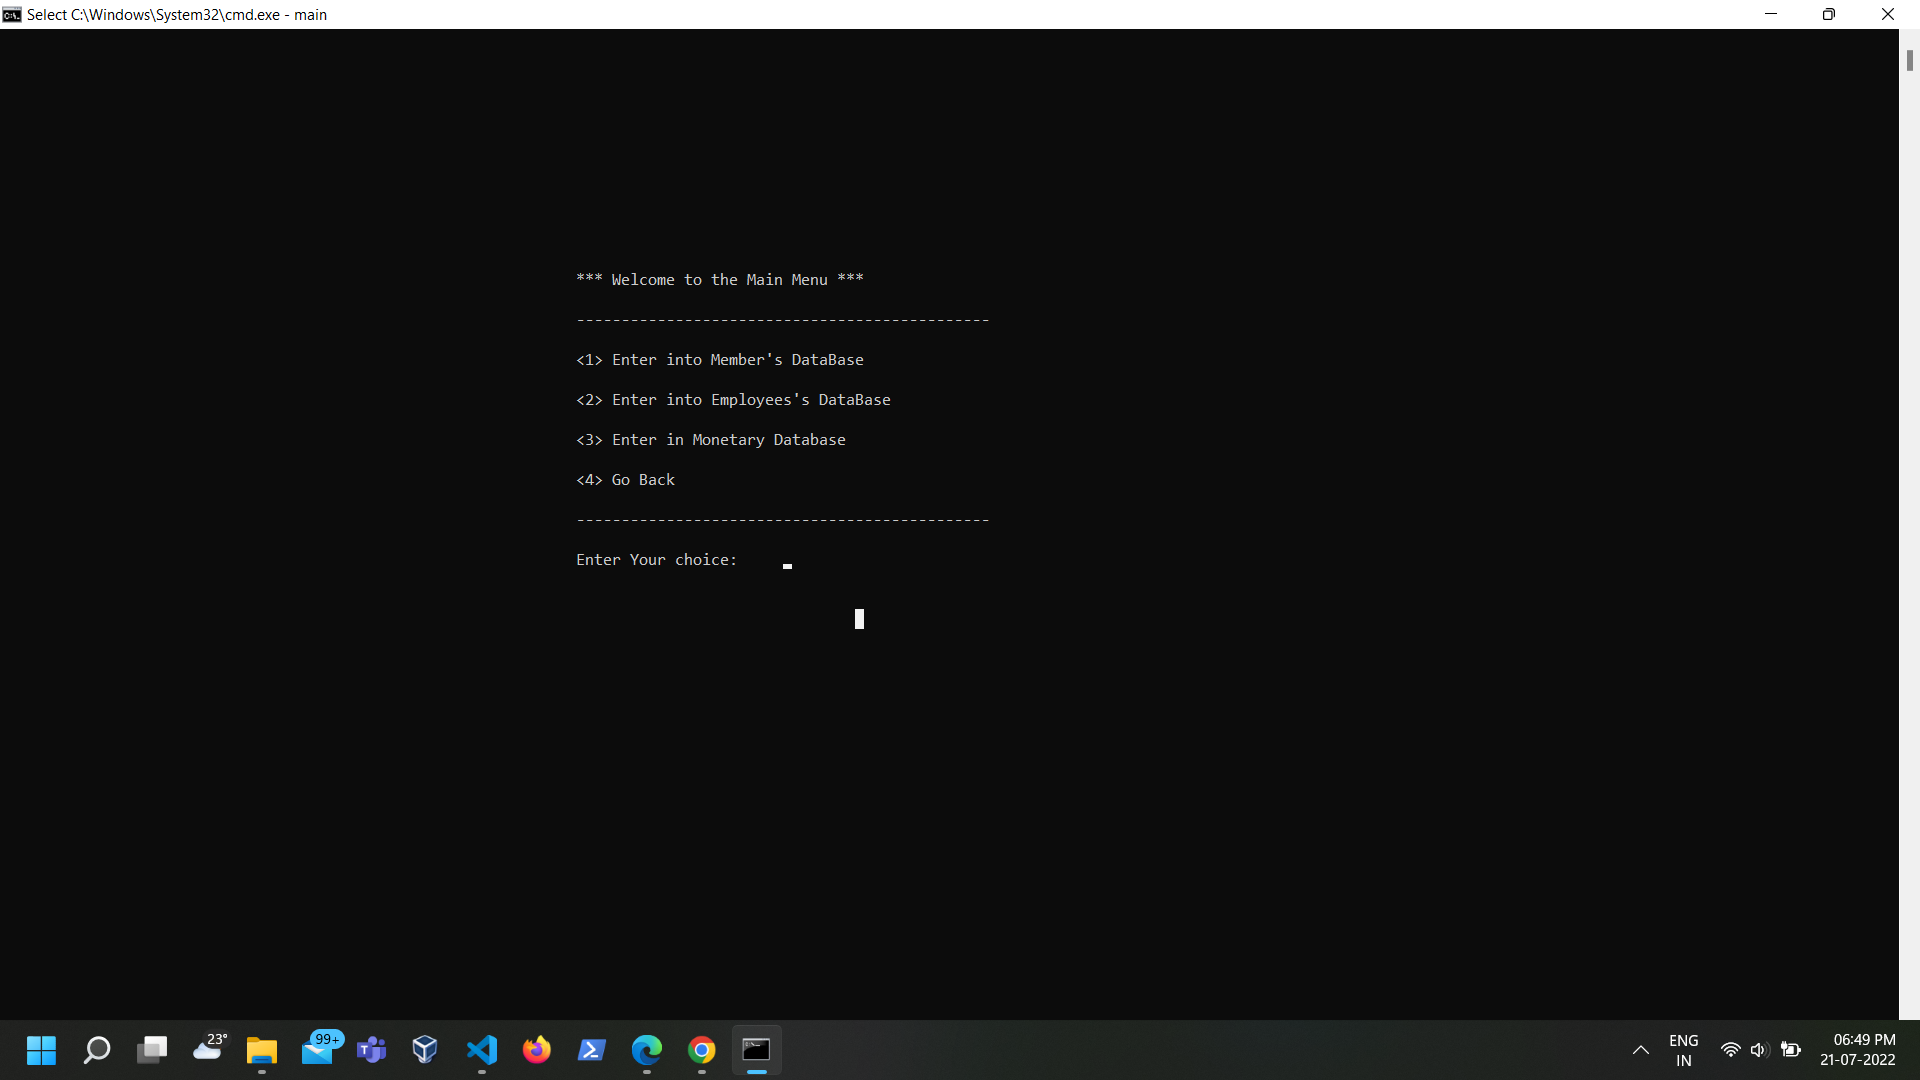 Select C:\Windows\System32\cmd.exe - main
*** Welcome to the Main Menu ***
----------------------------------------------
<1> Enter into Member's DataBase
<2> Enter into Employees's DataBase
<3> Enter in Monetary Database
<4> Go Back
----------------------------------------------
Enter Your choice:
23°
99+
ENG
IN
06:49 PM
21-07-2022